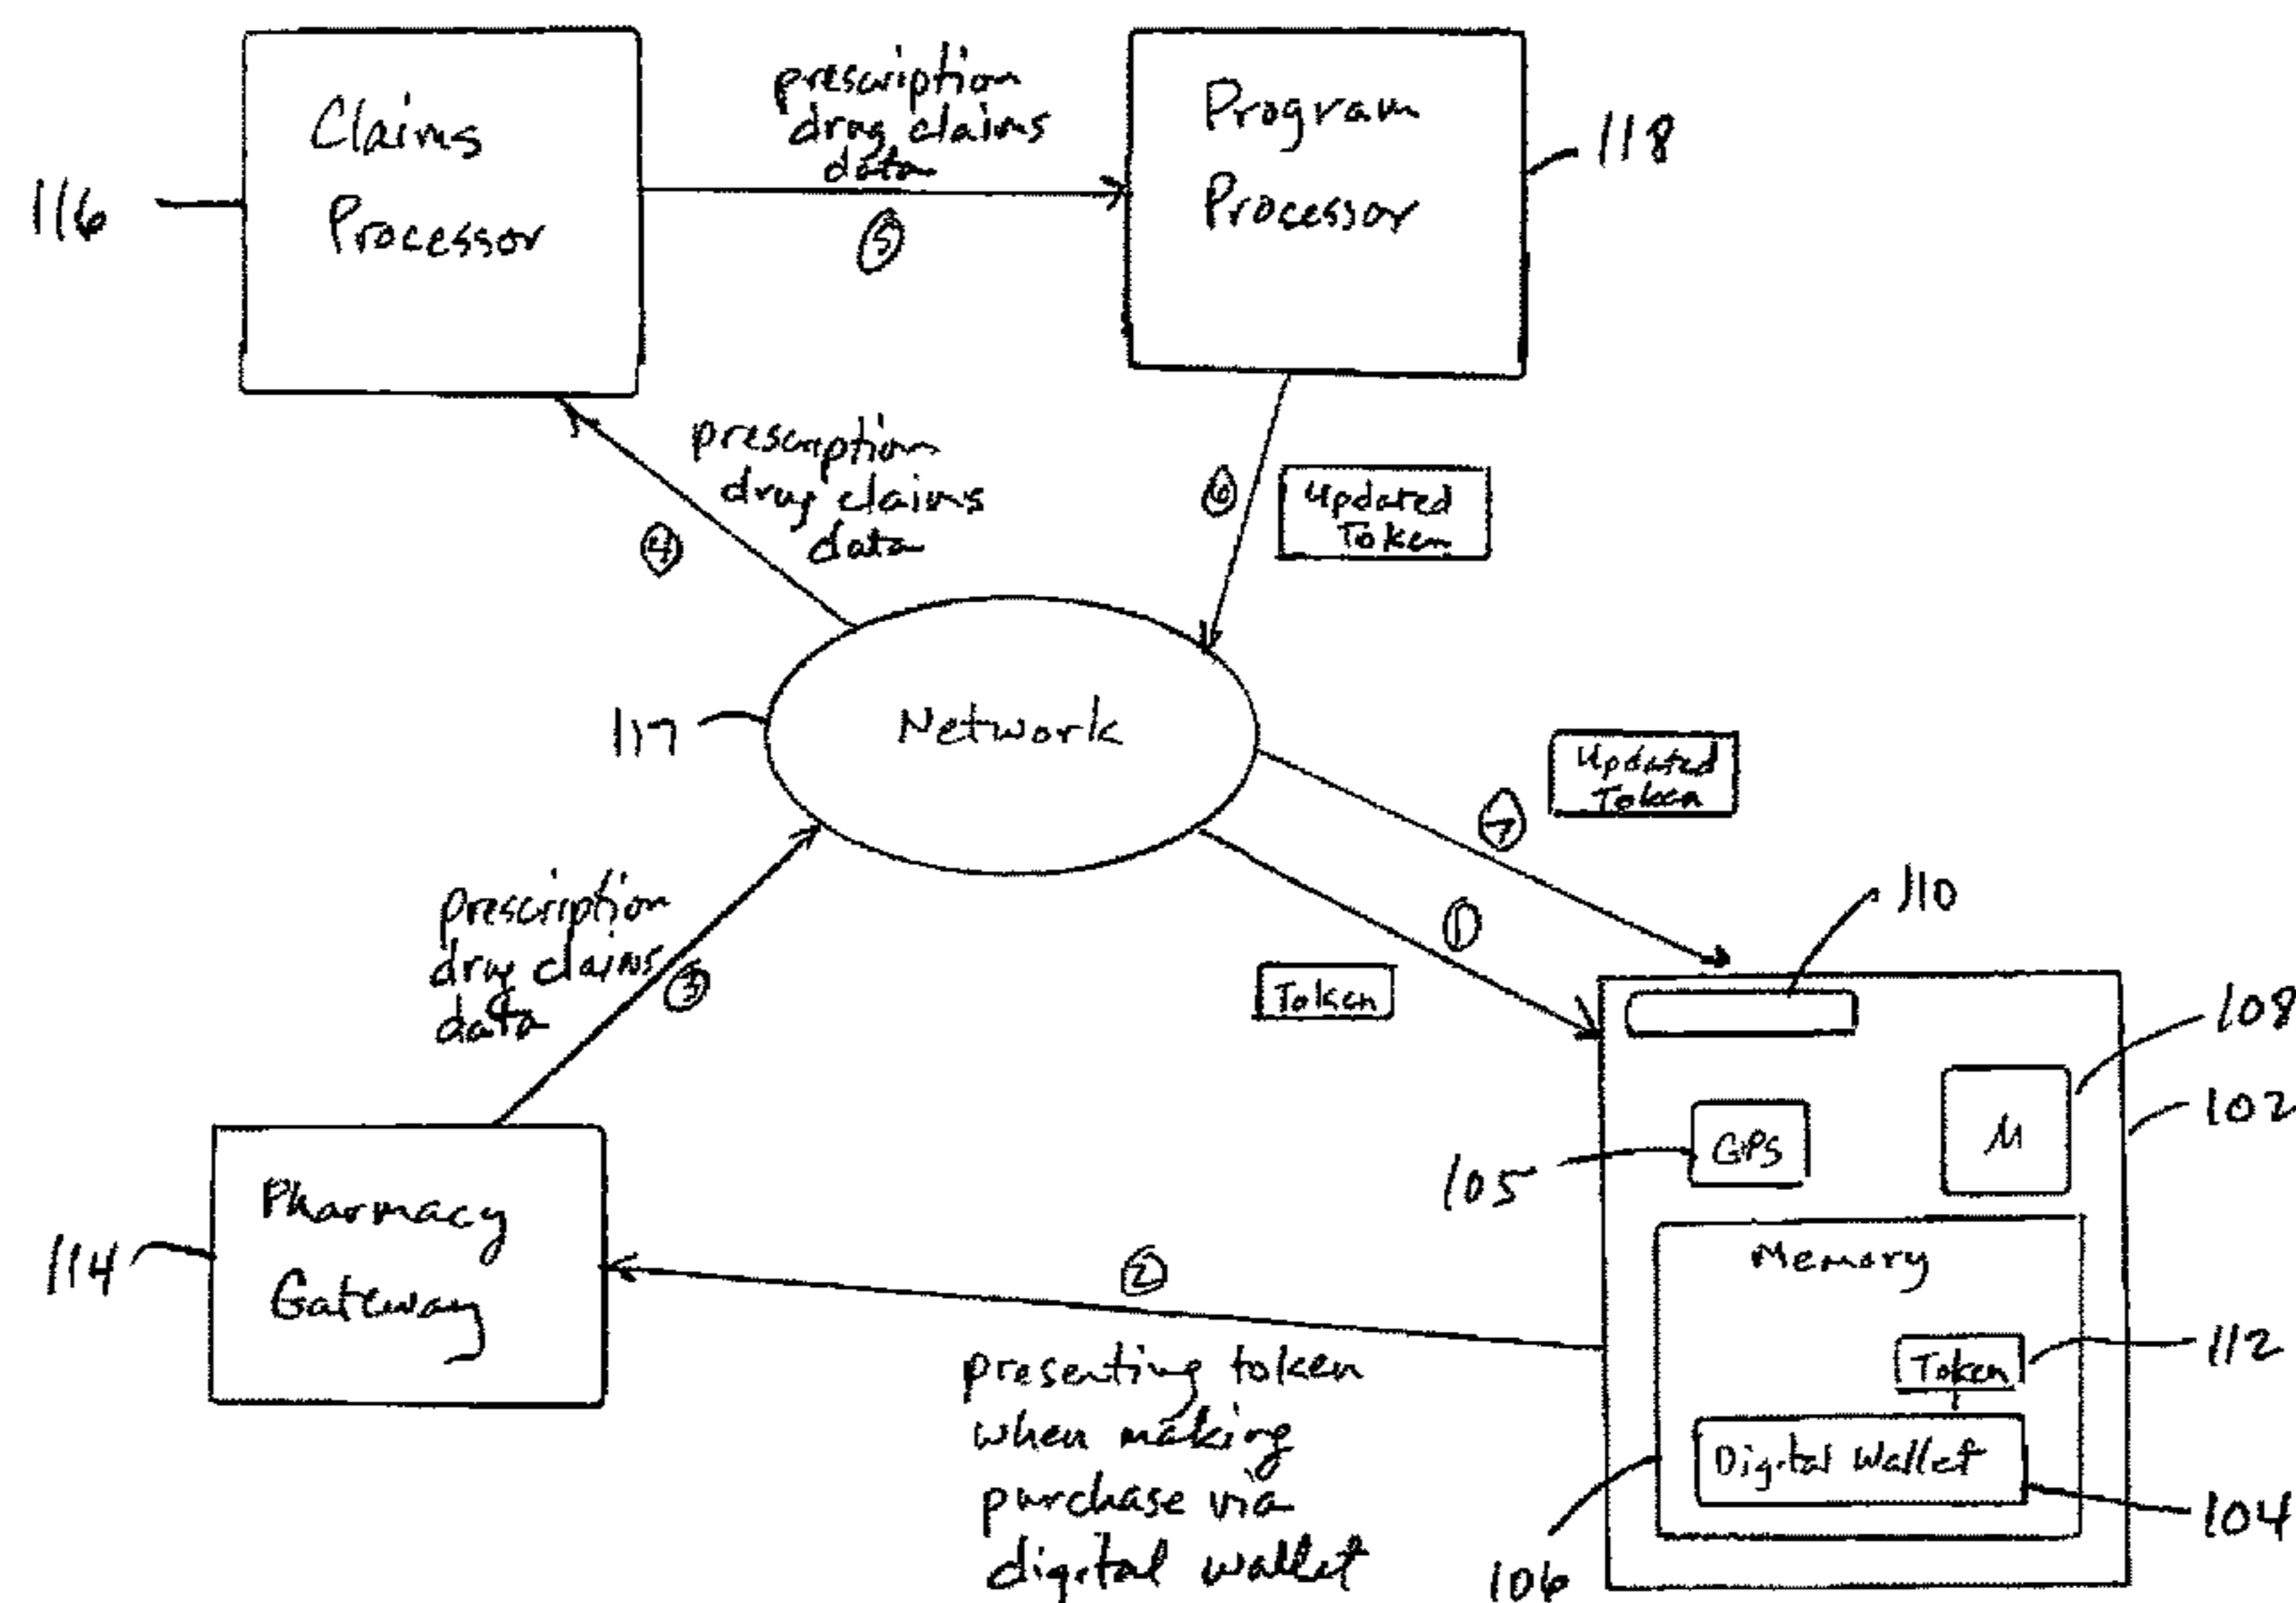 Claims
Processor
116
prescription
drug claims
data
⑤
Program
Processor
118
prescription
drug claims
data
④
⑥
Updated
Token
Network
117
Updated
Token
⑦
①
Token
110
prescription
drug claims
data
③
108
102
GPS
105
M
Pharmacy
Gateway
114
②
presenting token
when making
purchase via
digital wallet
Memory
Token
112
Digital Wallet
104
106